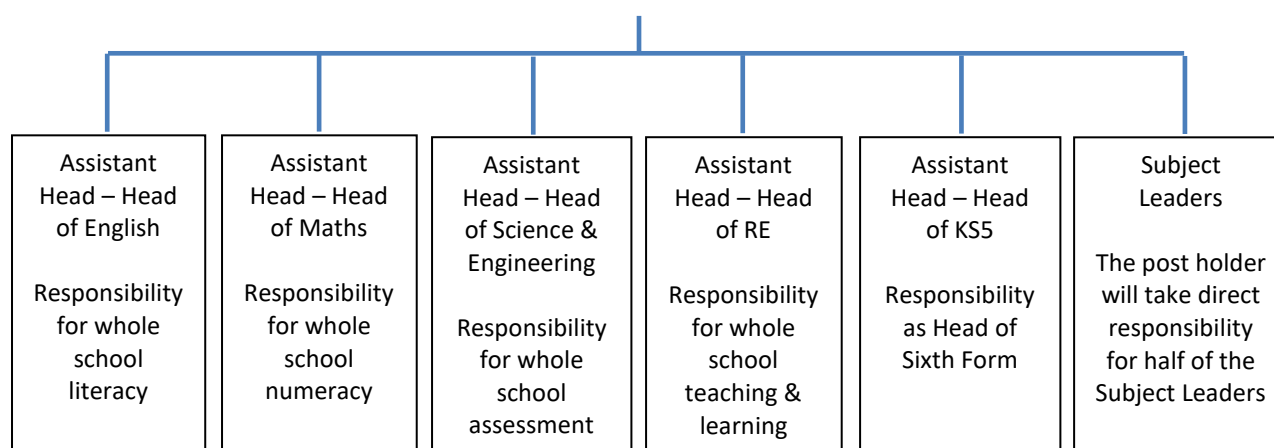 Assistant
Head – Head
of English
Responsibility
for whole
school
literacy
Assistant
Head – Head
of Maths
Responsibility
for whole
school
numeracy
Assistant
Head – Head
of Science &
Engineering
Responsibility
for whole
school
assessment
Assistant
Head – Head
of RE
Responsibility
for whole
school
teaching &
learning
Assistant
Head – Head
of KS5
Responsibility
as Head of
Sixth Form
Subject
Leaders
The post holder
will take direct
responsibility
for half of the
Subject Leaders